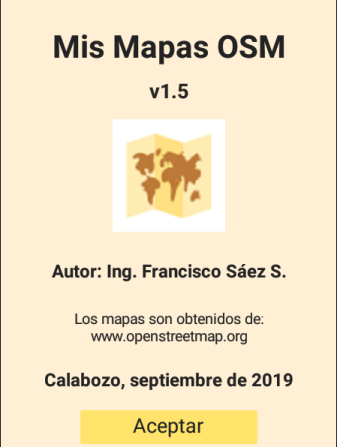 Mis Mapas OSM
v1.5
Autor: Ing. Francisco Sáez S.
Los mapas son obtenidos de:
www.openstreetmap.org
Calabozo, septiembre de 2019
Aceptar